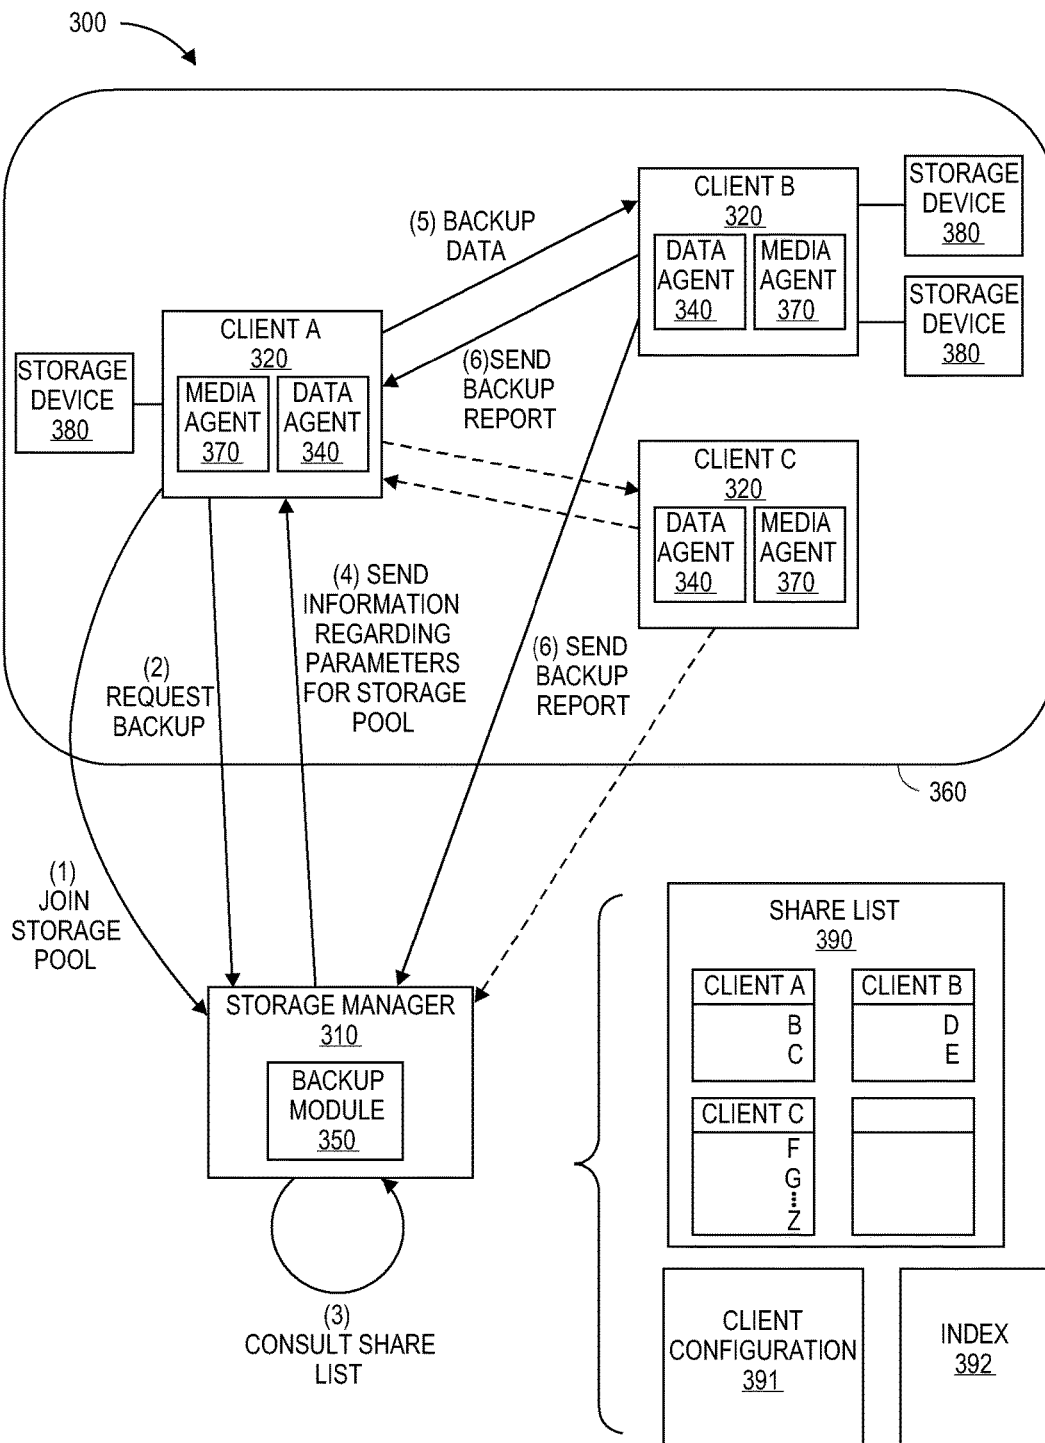 300
CLIENT B
320
DATA
AGENT
340
MEDIA
AGENT
370
STORAGE
DEVICE
380
STORAGE
DEVICE
380
(5) BACKUP
DATA
CLIENT A
320
MEDIA
AGENT
370
DATA
AGENT
340
STORAGE
DEVICE
380
(6)SEND
BACKUP
REPORT
CLIENT C
320
DATA
AGENT
340
MEDIA
AGENT
370
(4) SEND
INFORMATION
REGARDING
PARAMETERS
FOR STORAGE
POOL
(2)
REQUEST
BACKUP
(6) SEND
BACKUP
REPORT
360
(1)
JOIN
STORAGE
POOL
STORAGE MANAGER
310
BACKUP
MODULE
350
(3)
CONSULT SHARE
LIST
SHARE LIST
390
CLIENT A
B
C
CLIENT B
D
E
CLIENT C
F
G
Z
CLIENT
CONFIGURATION
391
INDEX
392